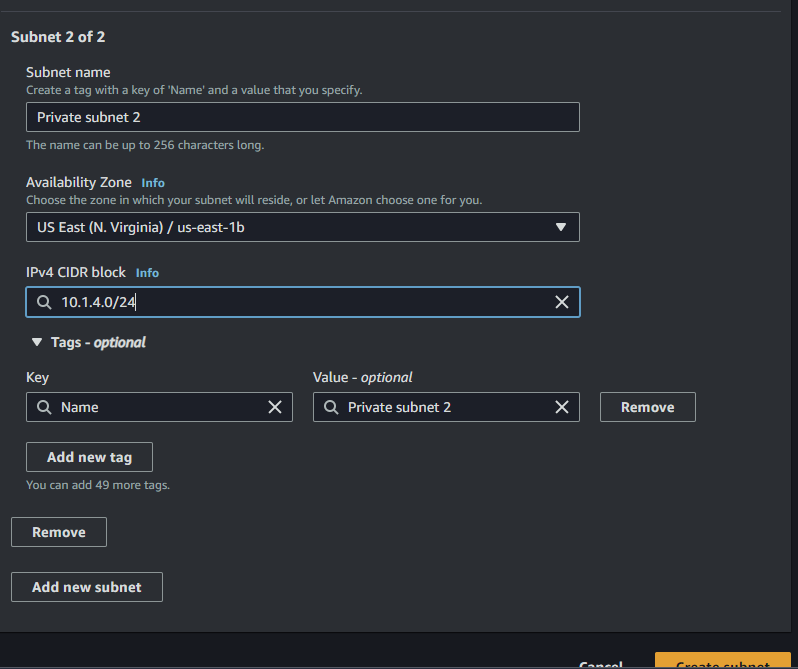 Subnet 2 of 2
Subnet name
Create a tag with a key of 'Name' and a value that you specify.
Private subnet 2
The name can be up to 256 characters long.
Availability Zone Info
Choose the zone in which your subnet will reside, or let Amazon choose one for you.
US East (N. Virginia) / us-east-1b
IPv4 CIDR block Info
10.1.4.0/24
Tags - optional
Key Value - optional
Name Private subnet 2 Remove
Add new tag
You can add 49 more tags.
Remove
Add new subnet
Cancel Create subnet